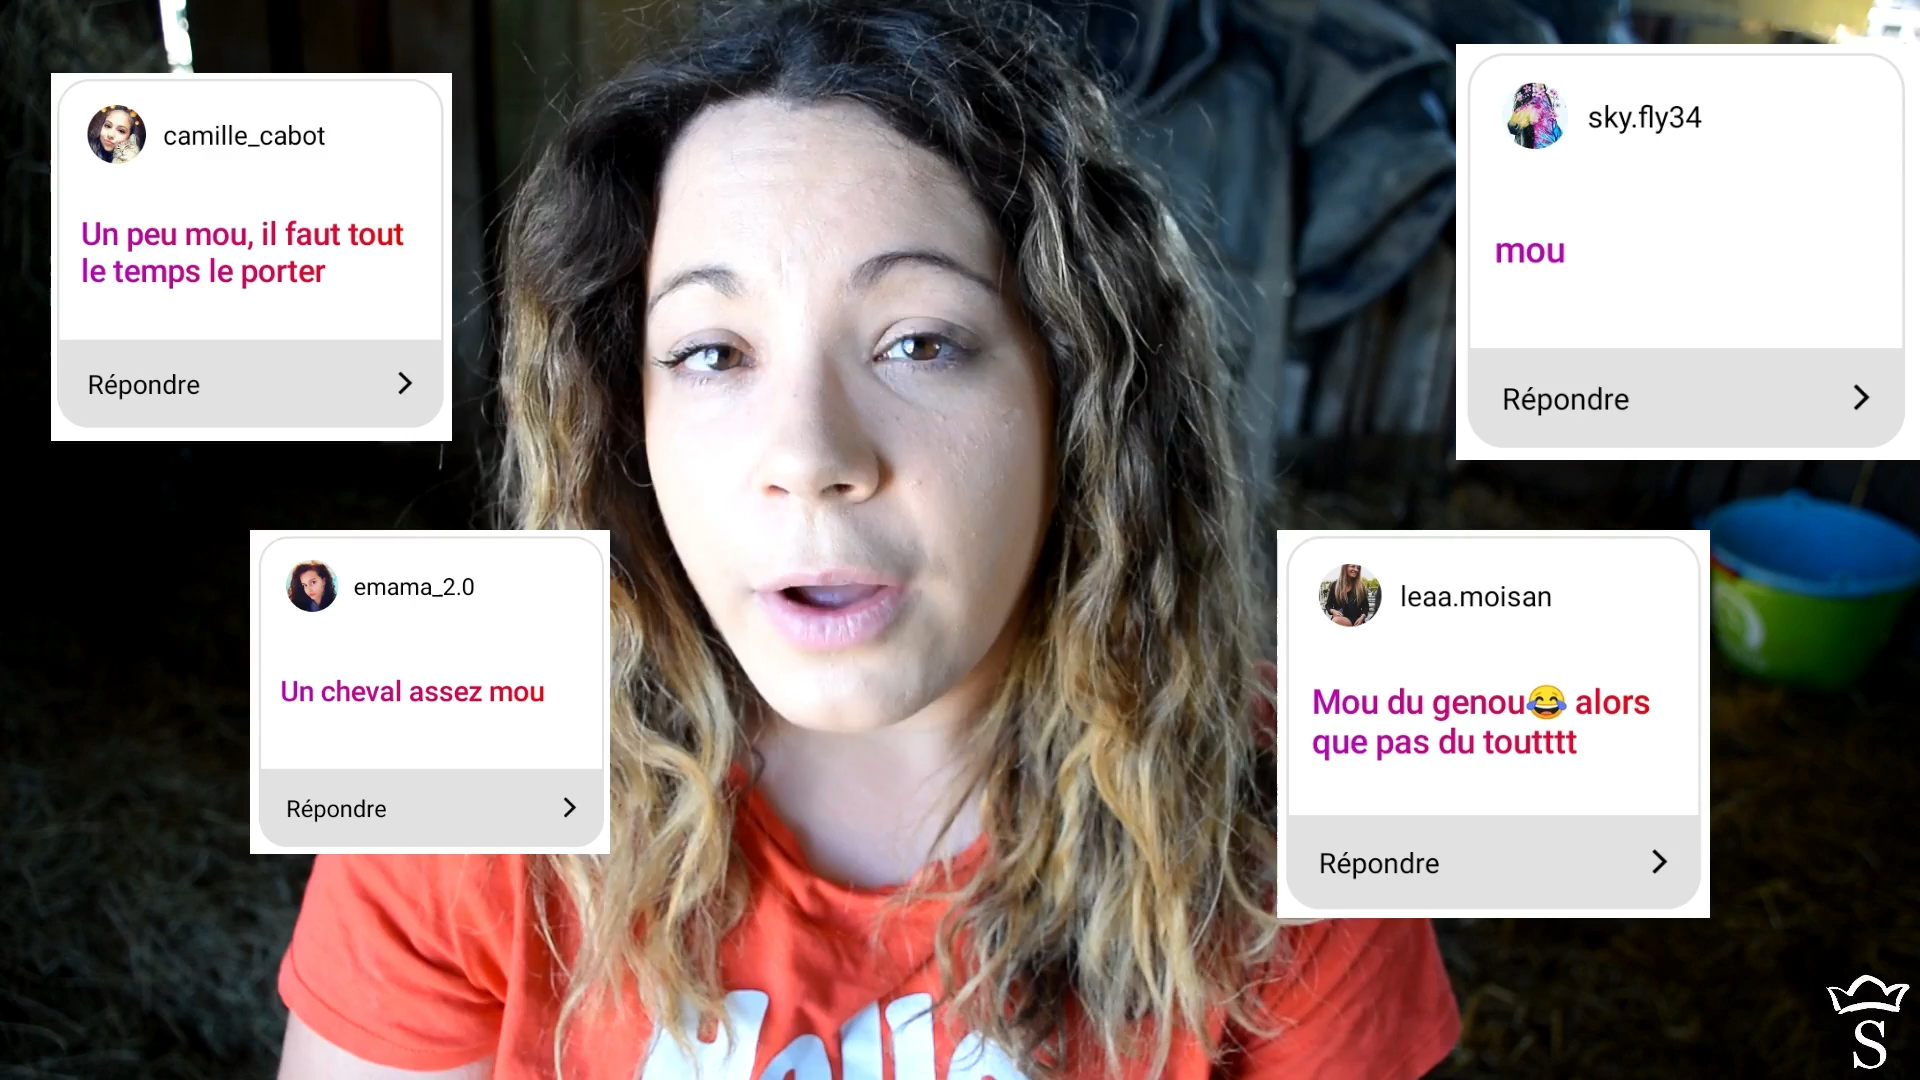 camille_cabot
Un peu mou, il faut tout
le temps le porter
Répondre
sky.fly34
mou
Répondre
emama_2.0
Un cheval assez mou
Répondre
leaa.moisan
Mou du genou😂 alors
que pas du toutttt
Répondre
S